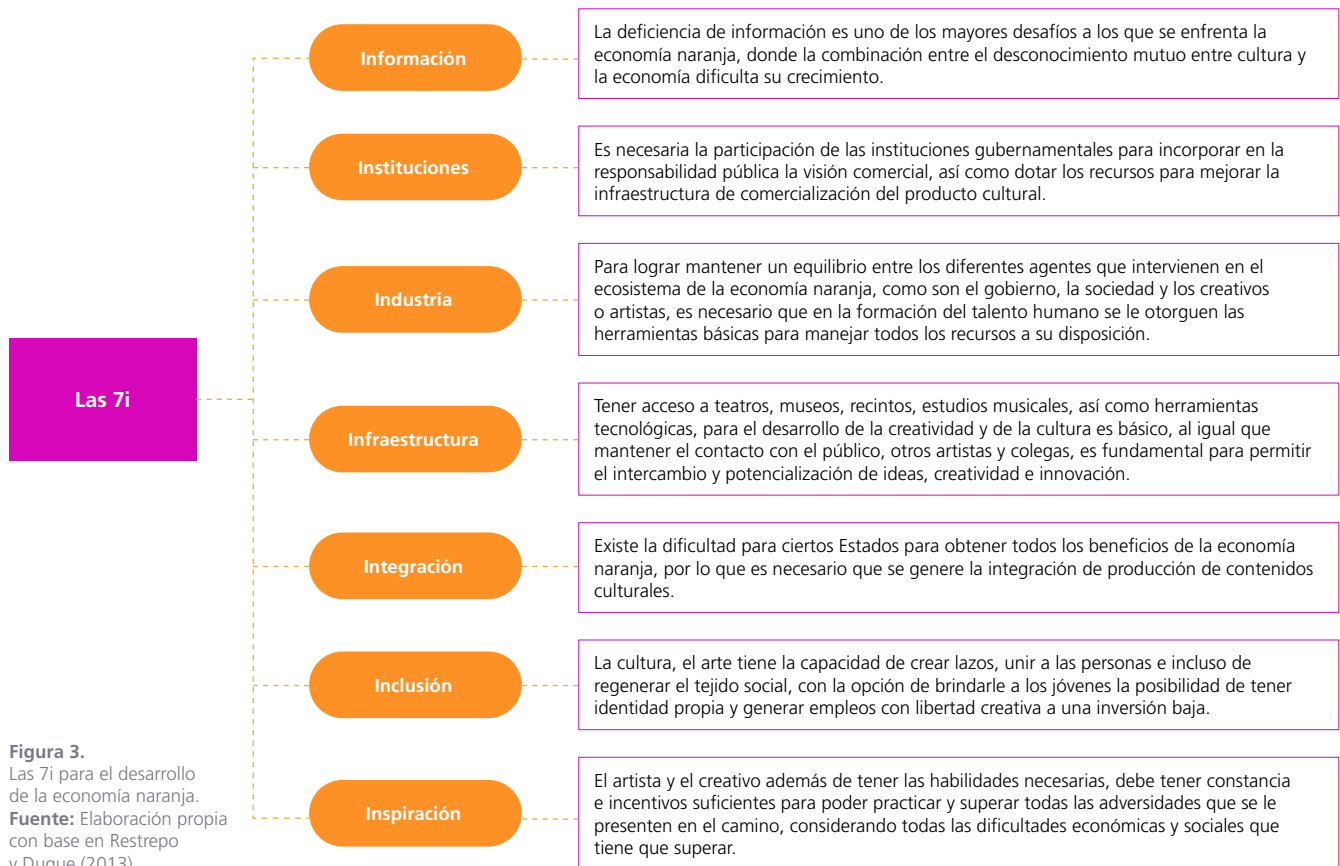 Las 7i
Información
La deficiencia de información es uno de los mayores desafíos a los que se enfrenta la
economía naranja, donde la combinación entre el desconocimiento mutuo entre cultura y
la economía dificulta su crecimiento.
Instituciones
Es necesaria la participación de las instituciones gubernamentales para incorporar en la
responsabilidad pública la visión comercial, así como dotar los recursos para mejorar la
infraestructura de comercialización del producto cultural.
Industria
Para lograr mantener un equilibrio entre los diferentes agentes que intervienen en el
ecosistema de la economía naranja, como son el gobierno, la sociedad y los creativos
o artistas, es necesario que en la formación del talento humano se le otorguen las
herramientas básicas para manejar todos los recursos a su disposición.
Infraestructura
Tener acceso a teatros, museos, recintos, estudios musicales, así como herramientas
tecnológicas, para el desarrollo de la creatividad y de la cultura es básico, al igual que
mantener el contacto con el público, otros artistas y colegas, es fundamental para permitir
el intercambio y potencialización de ideas, creatividad e innovación.
Integración
Existe la dificultad para ciertos Estados para obtener todos los beneficios de la economía
naranja, por lo que es necesario que se genere la integración de producción de contenidos
culturales.
Inclusión
La cultura, el arte tiene la capacidad de crear lazos, unir a las personas e incluso de
regenerar el tejido social, con la opción de brindarle a los jóvenes la posibilidad de tener
identidad propia y generar empleos con libertad creativa a una inversión baja.
Inspiración
El artista y el creativo además de tener las habilidades necesarias, debe tener constancia
e incentivos suficientes para poder practicar y superar todas las adversidades que se le
presenten en el camino, considerando todas las dificultades económicas y sociales que
tiene que superar.
Figura 3.
Las 7i para el desarrollo
de la economía naranja.
Fuente: Elaboración propia
con base en Restrepo
y Duque (2013)